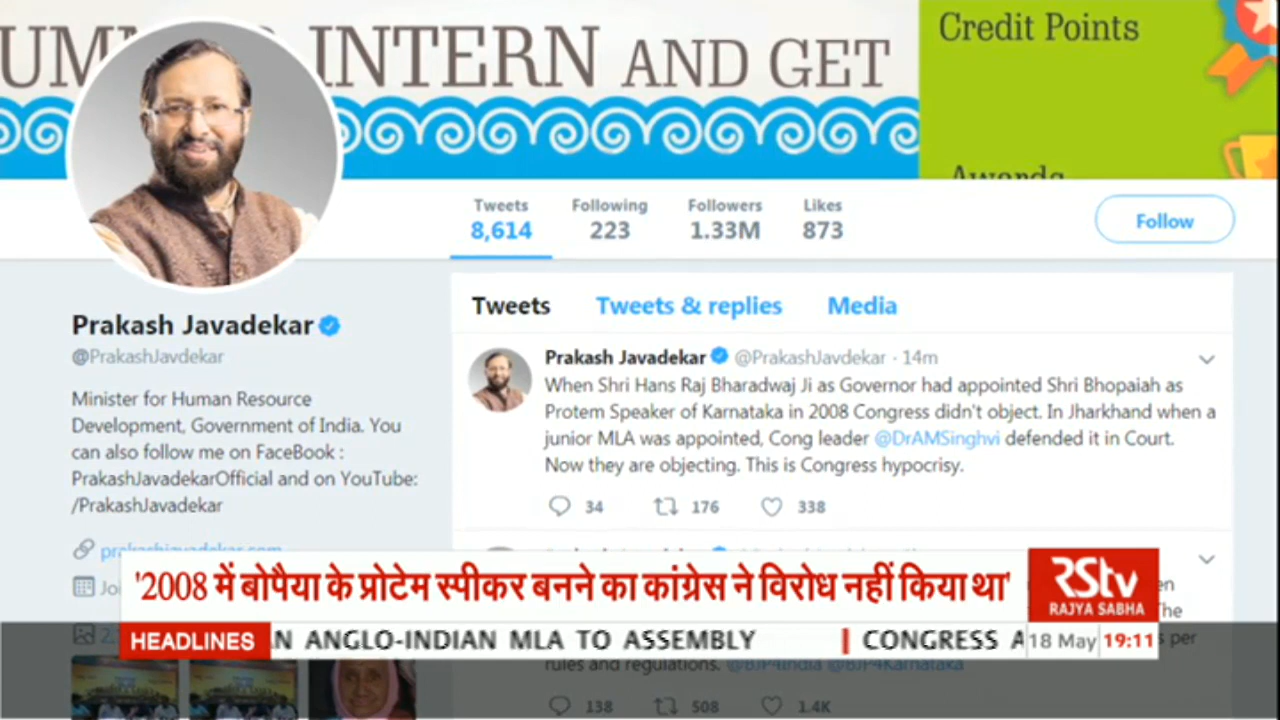 INTERN AND GET
Credit Points
Awards
Tweets
8,614
Following
223
Followers
1.33M
Likes
873
Follow
Prakash Javadekar
@PrakashJavdekar
Minister for Human Resource
Development, Government of India. You
can also follow me on FaceBook :
PrakashJavadekarOfficial and on YouTube:
/PrakashJavadekar
Tweets Tweets & replies Media
Prakash Javadekar @PrakashJavdekar · 14m
When Shri Hans Raj Bharadwaj Ji as Governor had appointed Shri Bhopaiah as
Protem Speaker of Karnataka in 2008 Congress didn't object. In Jharkhand when a
junior MLA was appointed, Cong leader @DrAMSinghvi defended it in Court.
Now they are objecting. This is Congress hypocrisy.
34 176 338
per
rules and regulations. @BJP4India @BJP4Karnataka
138 508 1.4K
'2008 में बोपैया के प्रोटेम स्पीकर बनने का कांग्रेस ने विरोध नहीं किया था'
RStv
RAJYA SABHA
HEADLINES
ANGLO-INDIAN MLA TO ASSEMBLY | CONGRESS
18 May 19:11